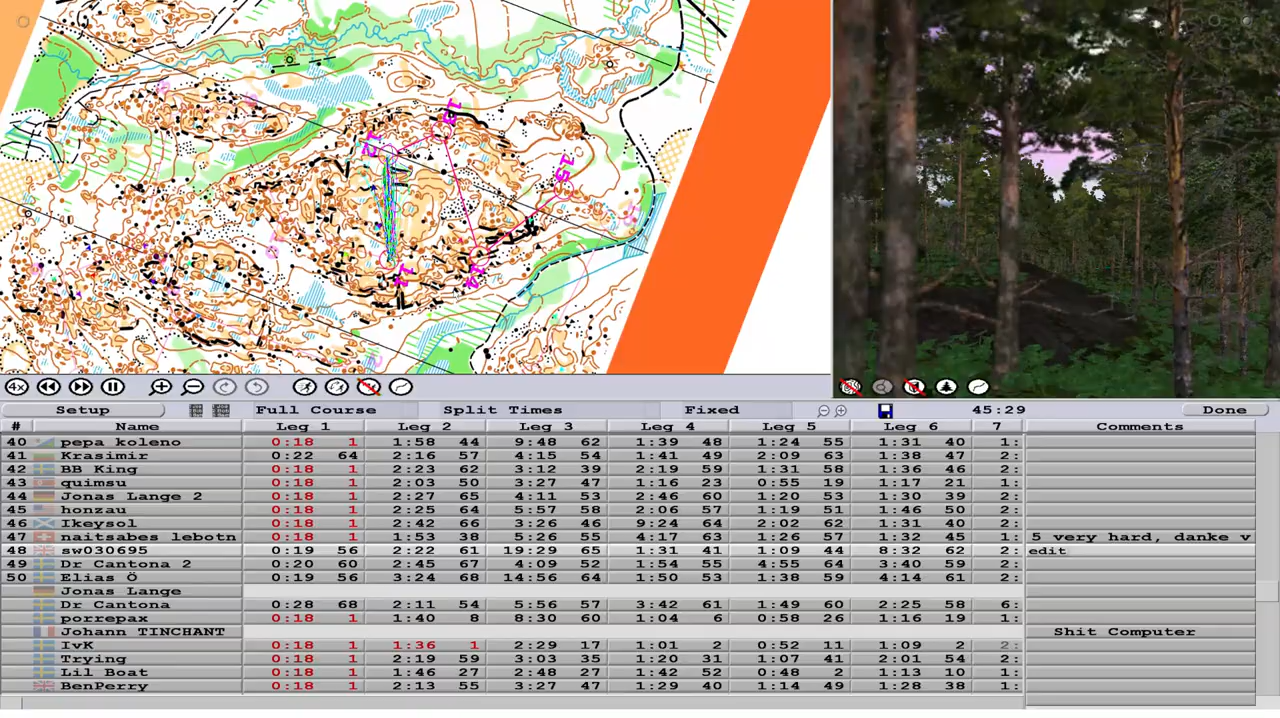 13
12
15
11
14
4x
Setup Full Course Split Times Fixed 45:29 Done
# Name Leg 1 Leg 2 Leg 3 Leg 4 Leg 5 Leg 6 7 Comments
40 pepa koleno 0:18 1 1:58 44 9:48 62 1:39 48 1:24 55 1:31 40 1:
41 Krasimir 0:22 64 2:16 57 4:15 54 1:41 49 2:09 63 1:38 47 2:
42 BB King 0:18 1 2:23 62 3:12 39 2:19 59 1:31 58 1:36 46 2:
43 quimsu 0:18 1 2:03 50 3:27 47 1:16 23 0:55 19 1:17 21 1:
44 Jonas Lange 2 0:18 1 2:27 65 4:11 53 2:46 60 1:20 53 1:30 39 2:
45 honzau 0:18 1 2:25 64 5:57 58 2:06 57 1:19 51 1:46 50 2:
46 Ikeysol 0:18 1 2:42 66 3:26 46 9:24 64 2:02 62 1:31 40 1:
47 naitsabes lebotn 0:18 1 1:53 38 5:26 55 4:17 63 1:26 57 1:32 45 1: 5 very hard, danke v
48 sw030695 0:19 56 2:22 61 19:29 65 1:31 41 1:09 44 8:32 62 2: edit
49 Dr Cantona 2 0:20 60 2:45 67 4:09 52 1:54 55 4:55 64 3:40 59 2:
50 Elias Ö 0:19 56 3:24 68 14:56 64 1:50 53 1:38 59 4:14 61 2:
Jonas Lange
Dr Cantona 0:28 68 2:11 54 5:56 57 3:42 61 1:49 60 2:25 58 6:
porrepax 0:18 1 1:40 8 8:30 60 1:04 6 0:58 26 1:16 19 1:
Johann TINCHANT Shit Computer
IvK 0:18 1 1:36 1 2:29 17 1:01 2 0:52 11 1:09 2 2:
Trying 0:18 1 2:19 59 3:03 35 1:20 31 1:07 41 2:01 54 2:
Lil Boat 0:18 1 1:46 27 2:48 27 1:42 52 0:48 2 1:13 10 1:
BenPerry 0:18 1 2:13 55 3:27 47 1:29 40 1:14 49 1:28 38 1: